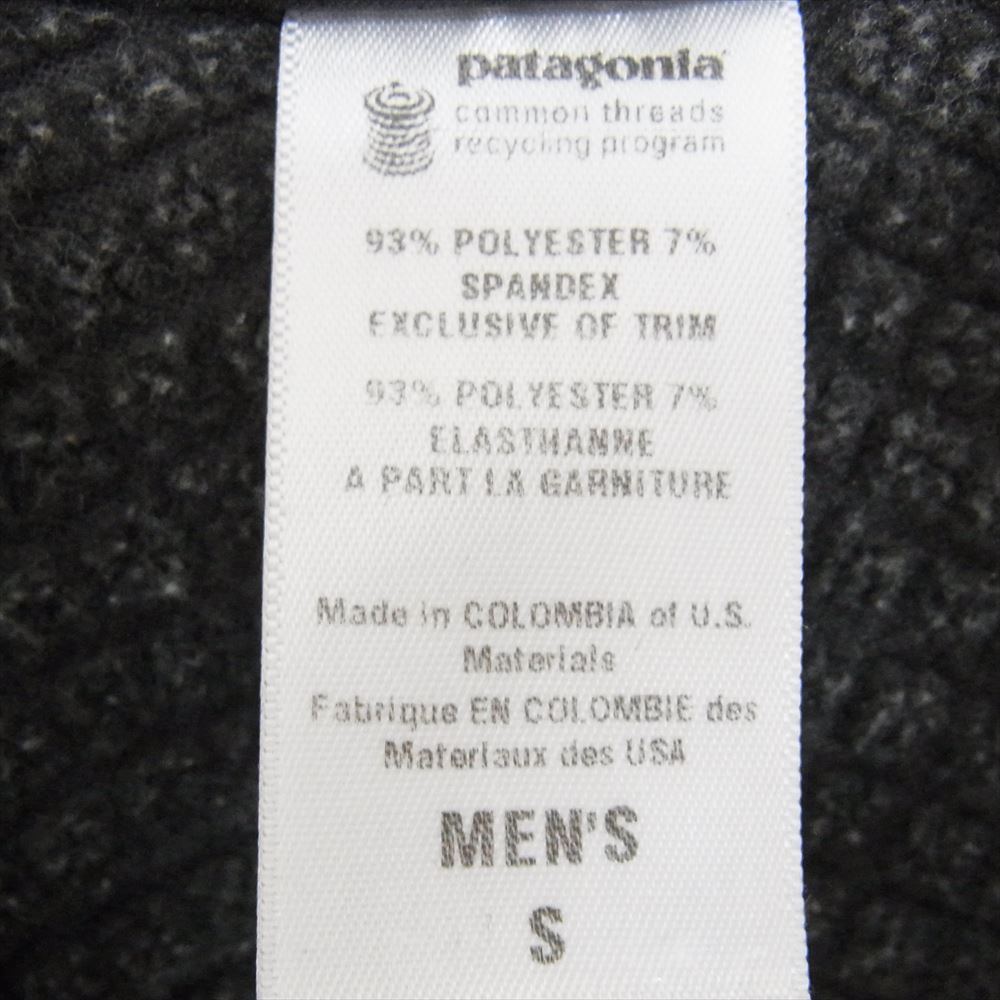 patagonia
common threads
recycling program
93% POLYESTER 7%
SPANDEX
EXCLUSIVE OF TRIM
93% POLYESTER 7%
ELASTHANNE
A PART LA GARNITURE
Made in COLOMBIA of U.S.
Materials
Fabrique EN COLOMBIE des
Materiaux des USA
MEN'S
S